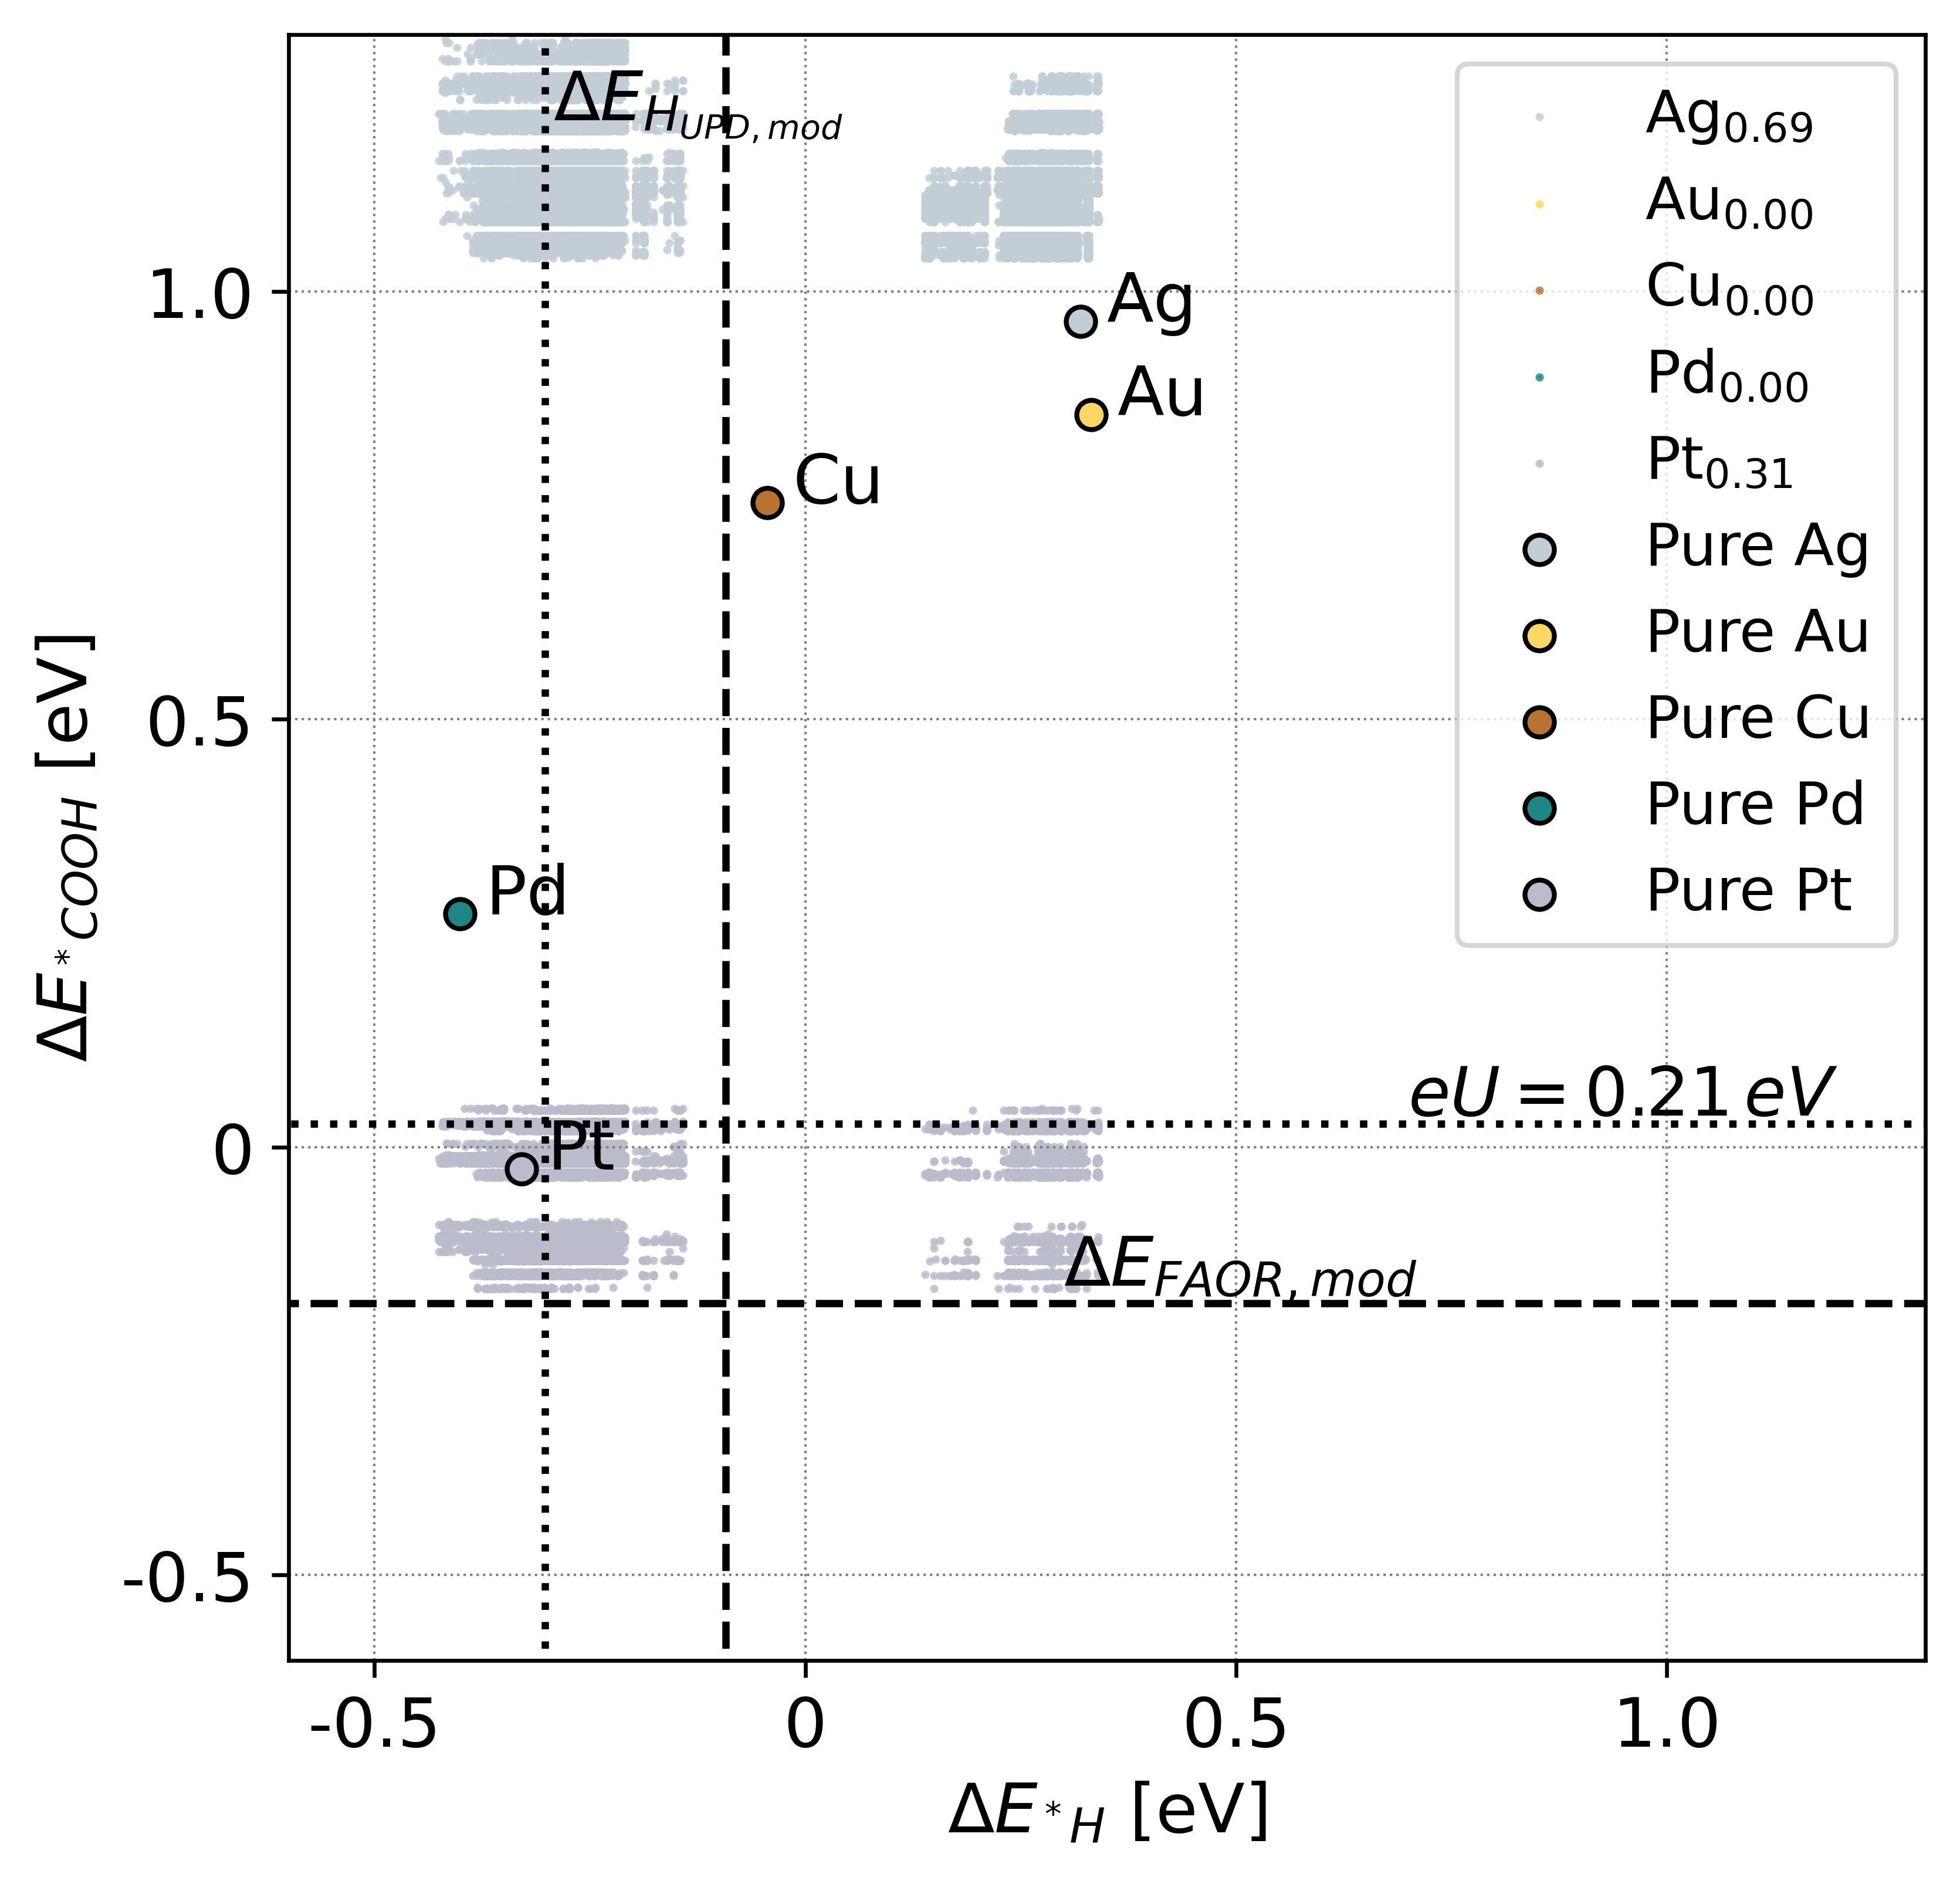 ΔE_{H_{UPD, mod}}
Ag
Au
Cu
Pd
Pt
eU = 0.21 eV
ΔE_{FAOR, mod}
Ag_{0.69}
Au_{0.00}
Cu_{0.00}
Pd_{0.00}
Pt_{0.31}
Pure Ag
Pure Au
Pure Cu
Pure Pd
Pure Pt
1.0
0.5
0
-0.5
ΔE_{*COOH} [eV]
-0.5
0
0.5
1.0
ΔE_{*H} [eV]